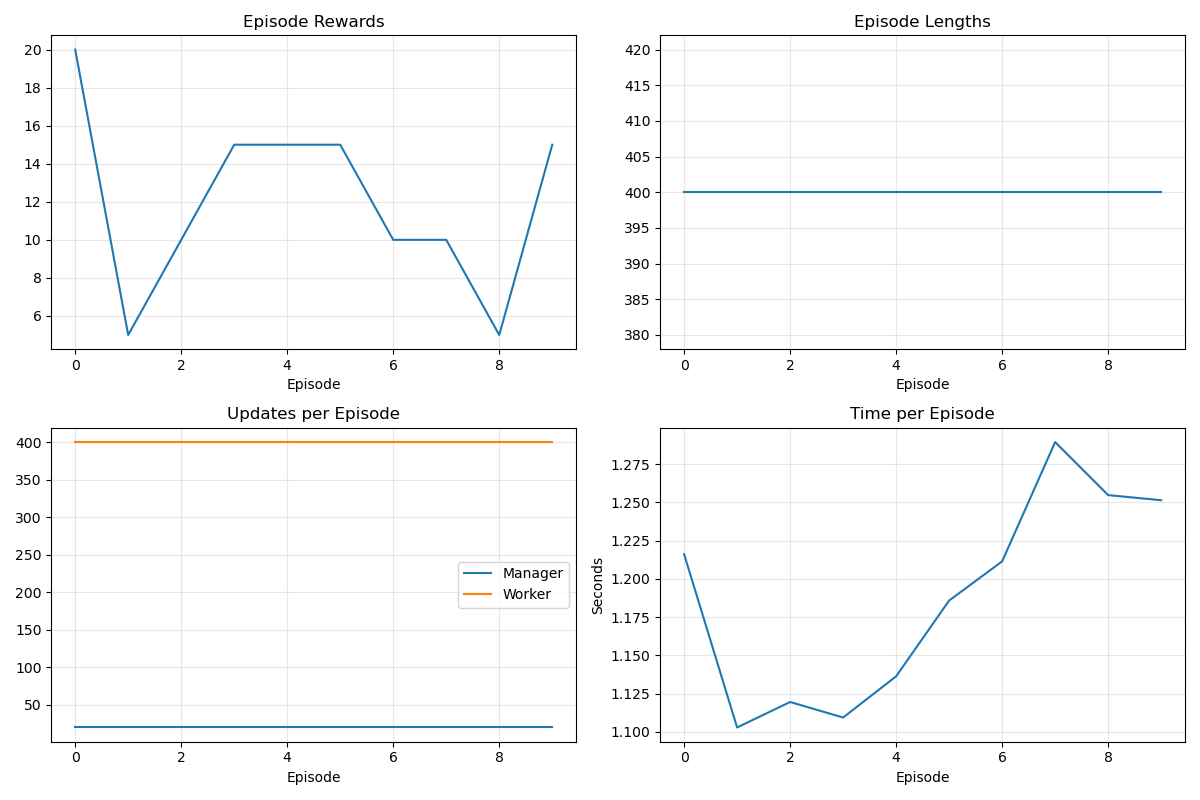 Episode Rewards
20
18
16
14
12
10
8
6
0 2 4 6 8
Episode
Episode Lengths
420
415
410
405
400
395
390
385
380
0 2 4 6 8
Episode
Updates per Episode
400
350
300
250
200
150
100
50
Manager
Worker
0 2 4 6 8
Episode
Time per Episode
Seconds
1.275
1.250
1.225
1.200
1.175
1.150
1.125
1.100
0 2 4 6 8
Episode